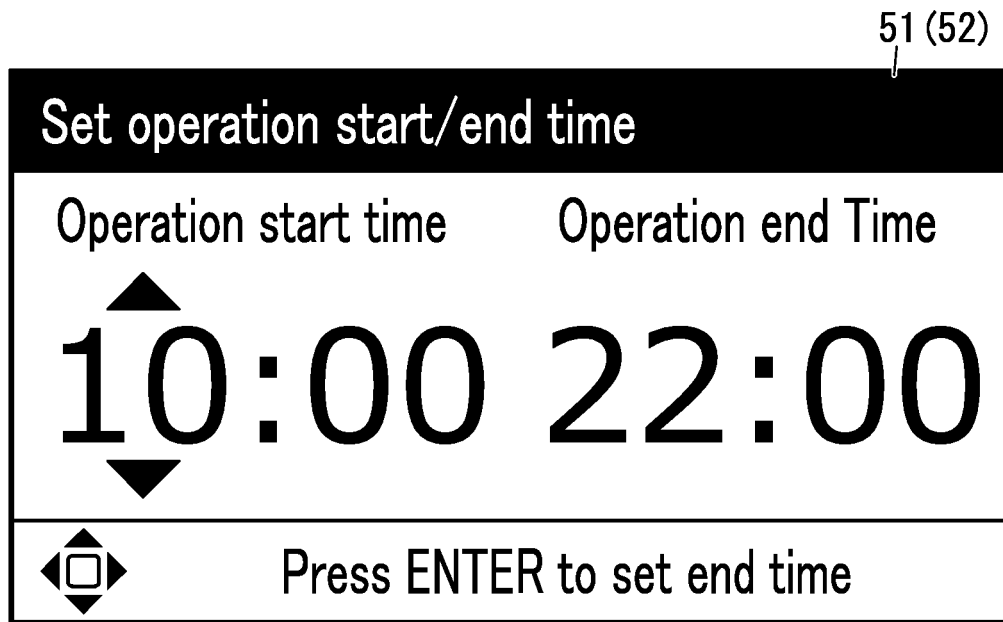 51 (52)
Set operation start/end time
Operation start time Operation end Time
10:00 22:00
Press ENTER to set end time